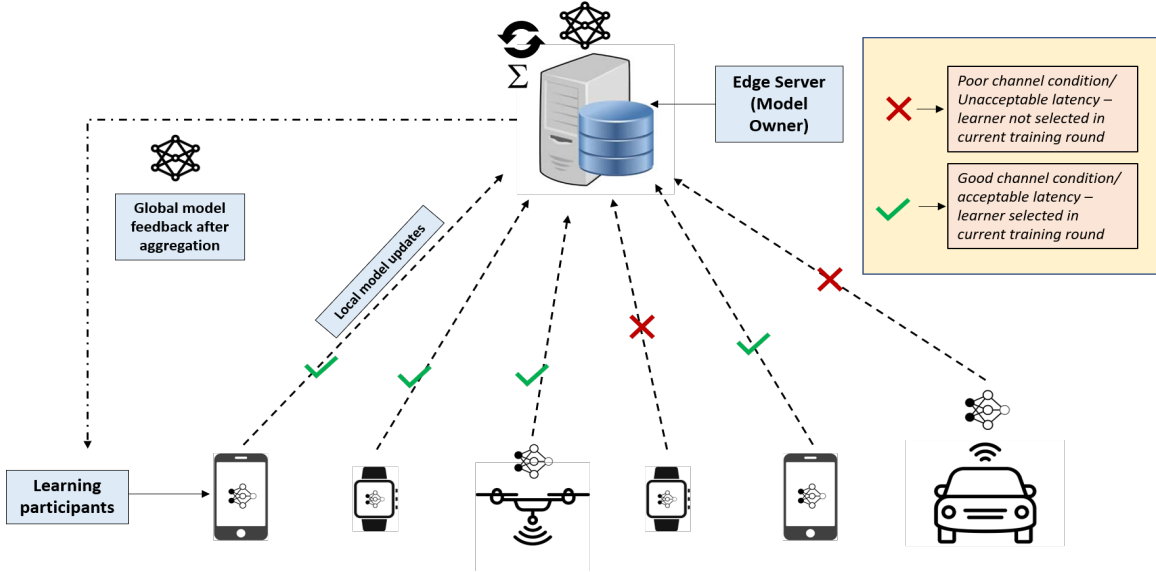 Σ
Edge Server
(Model
Owner)
Poor channel condition/
Unacceptable latency –
learner not selected in
current training round
Good channel condition/
acceptable latency –
learner selected in
current training round
Global model
feedback after
aggregation
Local model updates
Learning
participants